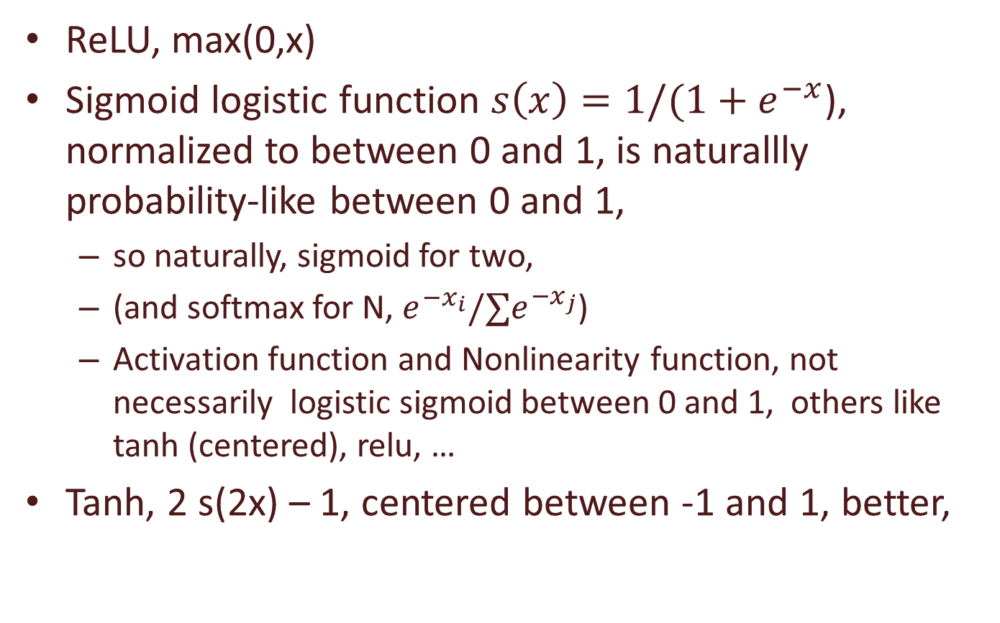 • ReLU, max(0,x)
• Sigmoid logistic function s(x) = 1/(1 + e^{−x}),
normalized to between 0 and 1, is naturallly
probability-like between 0 and 1,
– so naturally, sigmoid for two,
– (and softmax for N, e^{−x_i}/∑e^{−x_j})
– Activation function and Nonlinearity function, not
necessarily logistic sigmoid between 0 and 1, others like
tanh (centered), relu, …
• Tanh, 2 s(2x) – 1, centered between -1 and 1, better,